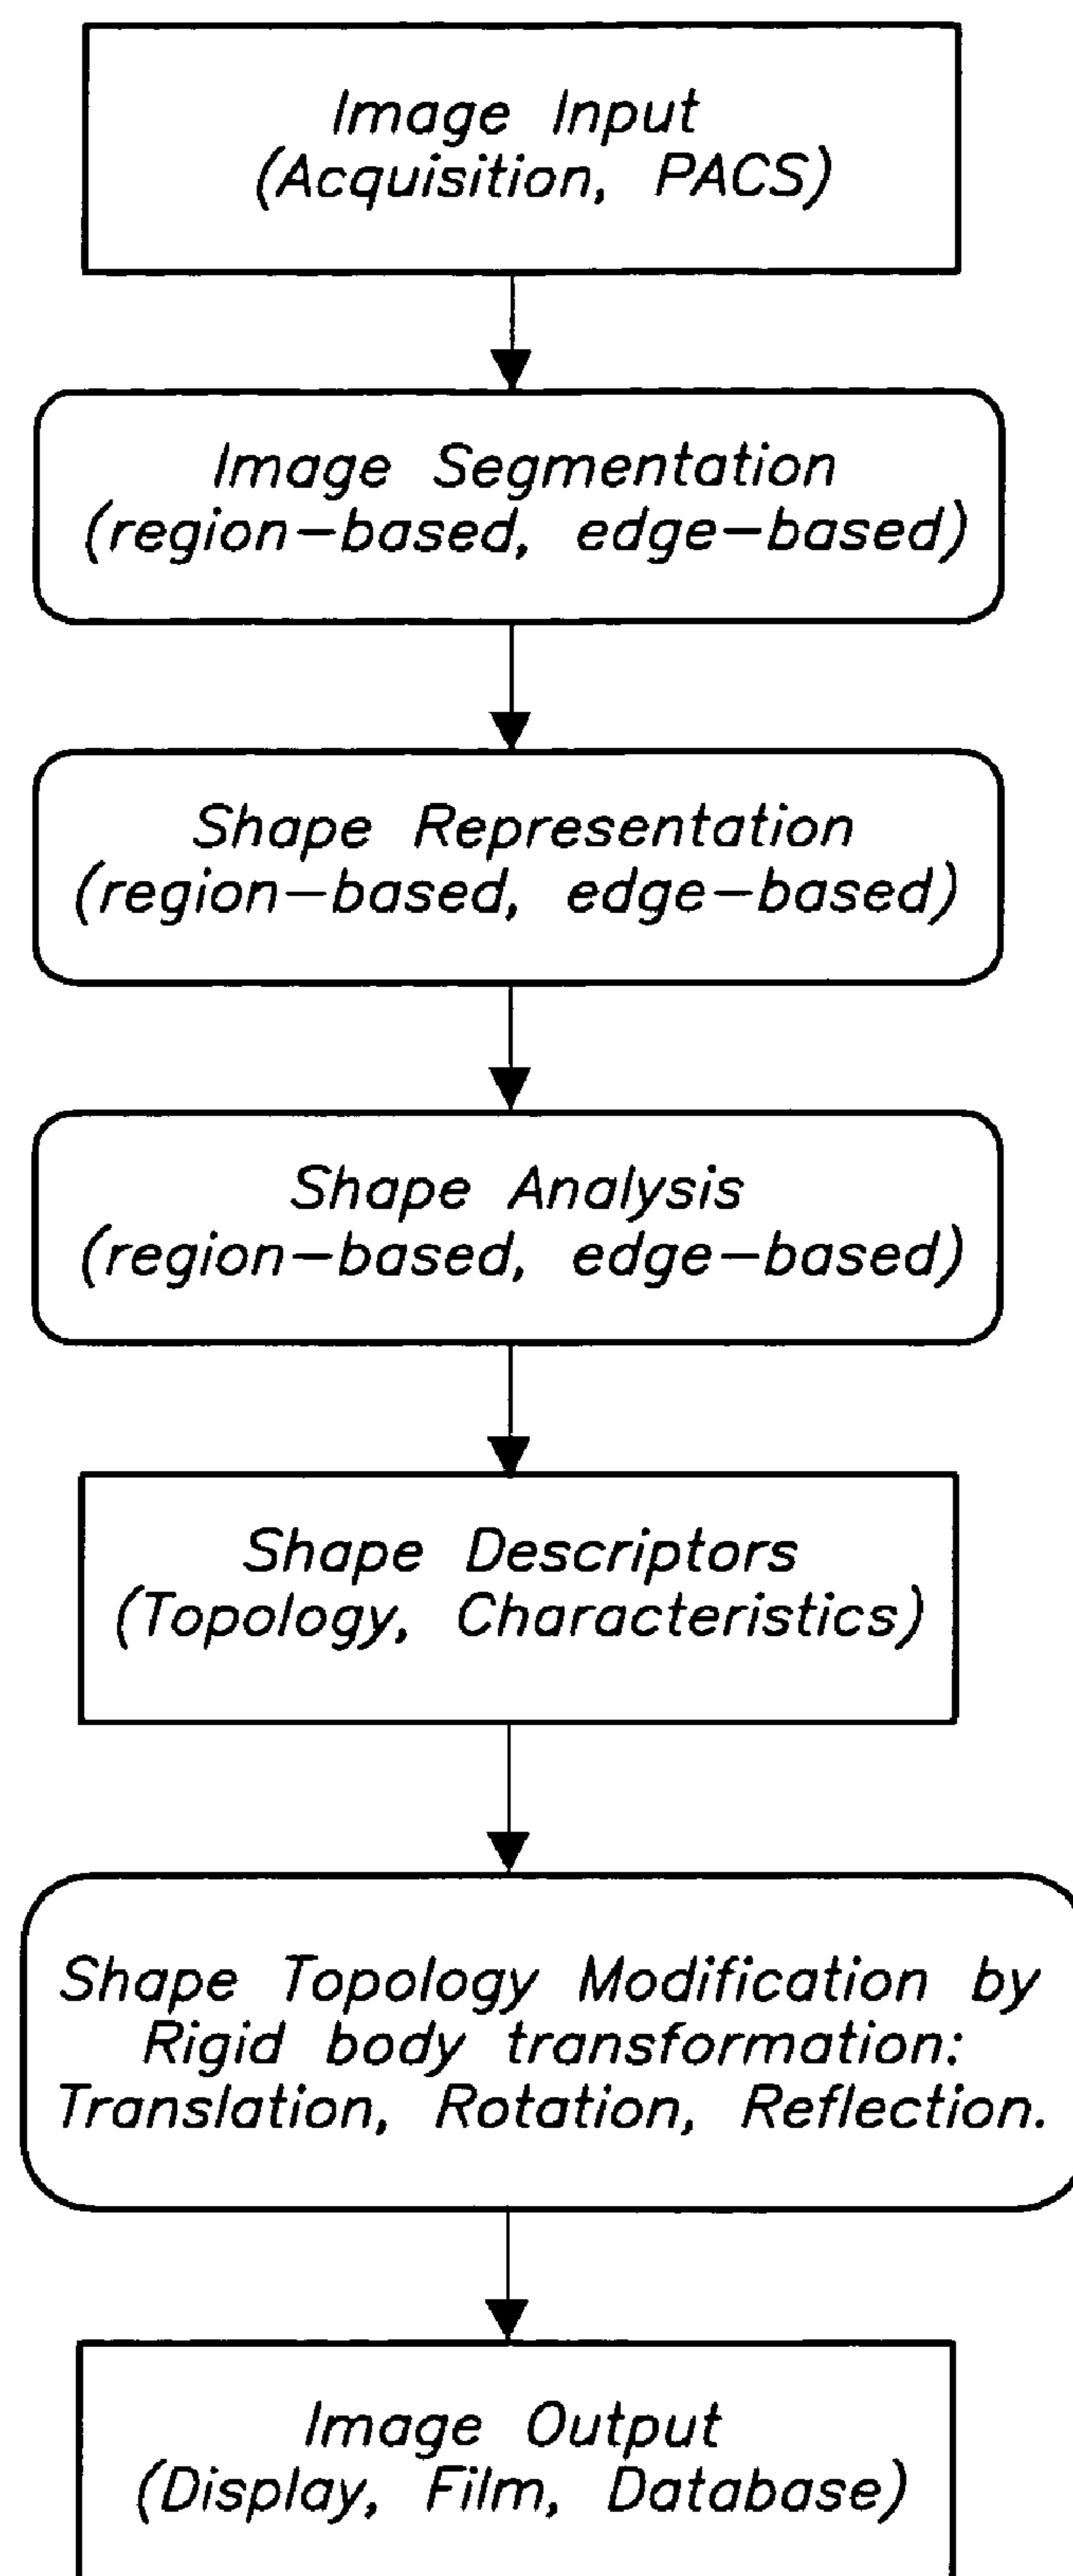 Image Input
(Acquisition, PACS)
Image Segmentation
(region-based, edge-based)
Shape Representation
(region-based, edge-based)
Shape Analysis
(region-based, edge-based)
Shape Descriptors
(Topology, Characteristics)
Shape Topology Modification by
Rigid body transformation:
Translation, Rotation, Reflection.
Image Output
(Display, Film, Database)